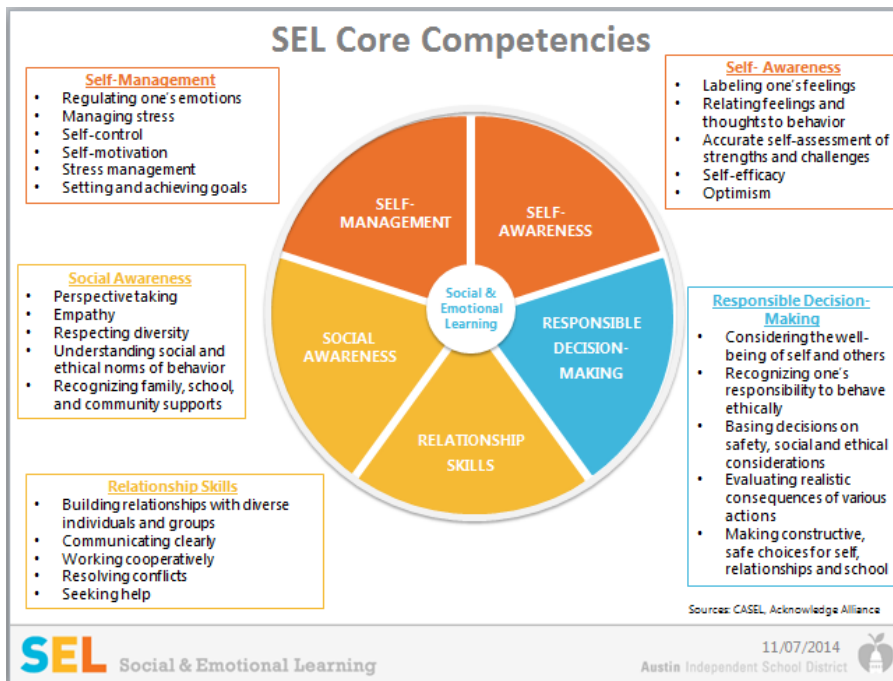 SEL Core Competencies
Self-Management
• Regulating one's emotions
• Managing stress
• Self-control
• Self-motivation
• Stress management
• Setting and achieving goals
Self- Awareness
• Labeling one's feelings
• Relating feelings and
thoughts to behavior
• Accurate self-assessment of
strengths and challenges
• Self-efficacy
• Optimism
SELF-
MANAGEMENT
SELF-
AWARENESS
Social &
Emotional
Learning
SOCIAL
AWARENESS
RESPONSIBLE
DECISION-
MAKING
RELATIONSHIP
SKILLS
Social Awareness
• Perspective taking
• Empathy
• Respecting diversity
• Understanding social and
ethical norms of behavior
• Recognizing family, school,
and community supports
Responsible Decision-
Making
• Considering the well-
being of self and others
• Recognizing one's
responsibility to behave
ethically
• Basing decisions on
safety, social and ethical
considerations
• Evaluating realistic
consequences of various
actions
• Making constructive,
safe choices for self,
relationships and school
Relationship Skills
• Building relationships with diverse
individuals and groups
• Communicating clearly
• Working cooperatively
• Resolving conflicts
• Seeking help
Sources: CASEL, Acknowledge Alliance
SEL Social & Emotional Learning
11/07/2014
Austin Independent School District